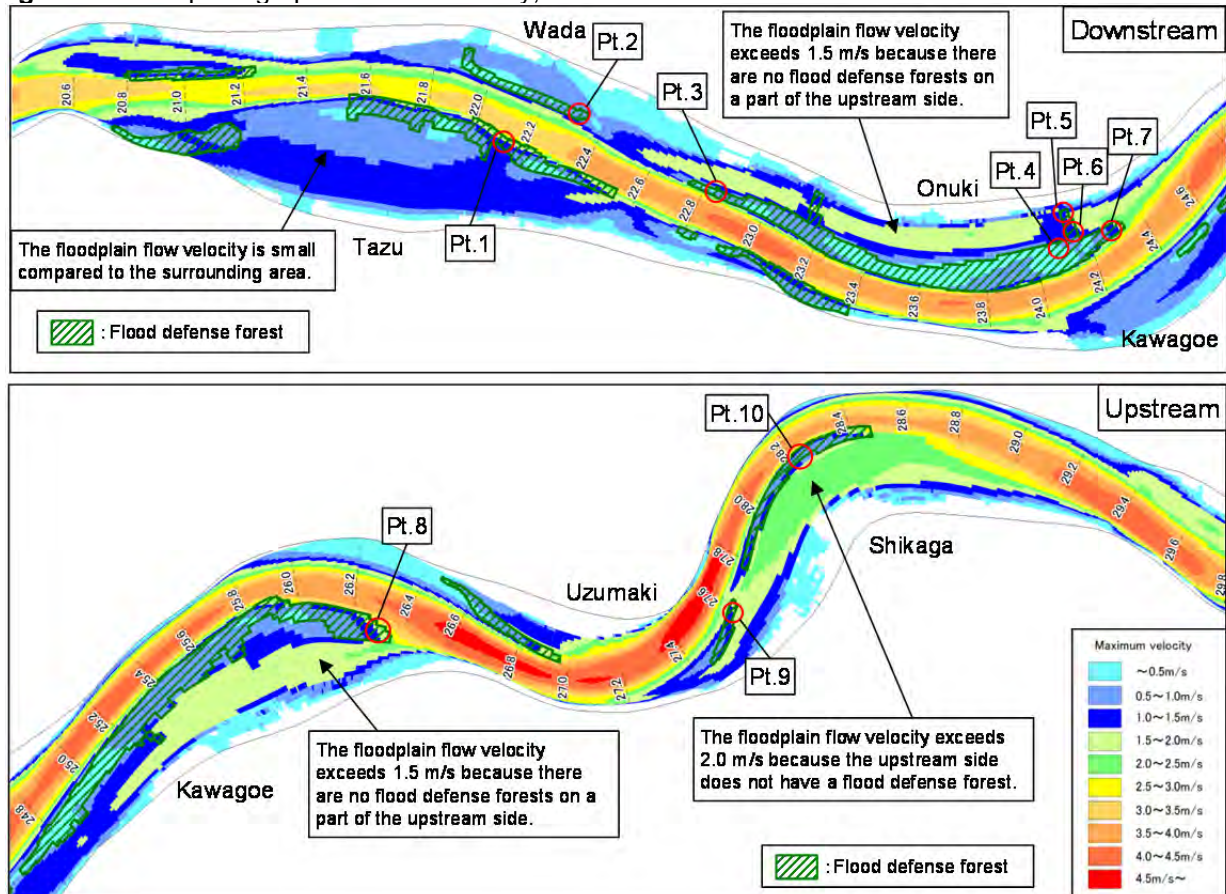 Wada
Pt.2
The floodplain flow velocity
exceeds 1.5 m/s because there
are no flood defense forests on
a part of the upstream side.
Downstream
Pt.3
Pt.5
Pt.4
Pt.6
Pt.7
Onuki
20.6
20.8
21.0
21.2
21.4
21.6
21.8
22.0
22.2
22.4
22.6
22.8
23.0
23.2
23.4
23.6
23.8
24.0
24.2
24.4
24.6
The floodplain flow velocity is small
compared to the surrounding area.
Tazu
Pt.1
: Flood defense forest
Kawagoe
Upstream
Pt.10
Pt.8
Uzumaki
Shikaga
Pt.9
24.8
25.0
25.2
25.4
25.6
25.8
26.0
26.2
26.4
26.6
26.8
27.0
27.2
27.4
27.6
27.8
28.0
28.2
28.4
28.6
28.8
29.0
29.2
29.4
29.6
29.8
Kawagoe
The floodplain flow velocity
exceeds 1.5 m/s because there
are no flood defense forests on a
part of the upstream side.
The floodplain flow velocity exceeds
2.0 m/s because the upstream side
does not have a flood defense forest.
: Flood defense forest
Maximum velocity
～0.5m/s
0.5～1.0m/s
1.0～1.5m/s
1.5～2.0m/s
2.0～2.5m/s
2.5～3.0m/s
3.0～3.5m/s
3.5～4.0m/s
4.0～4.5m/s
4.5m/s～